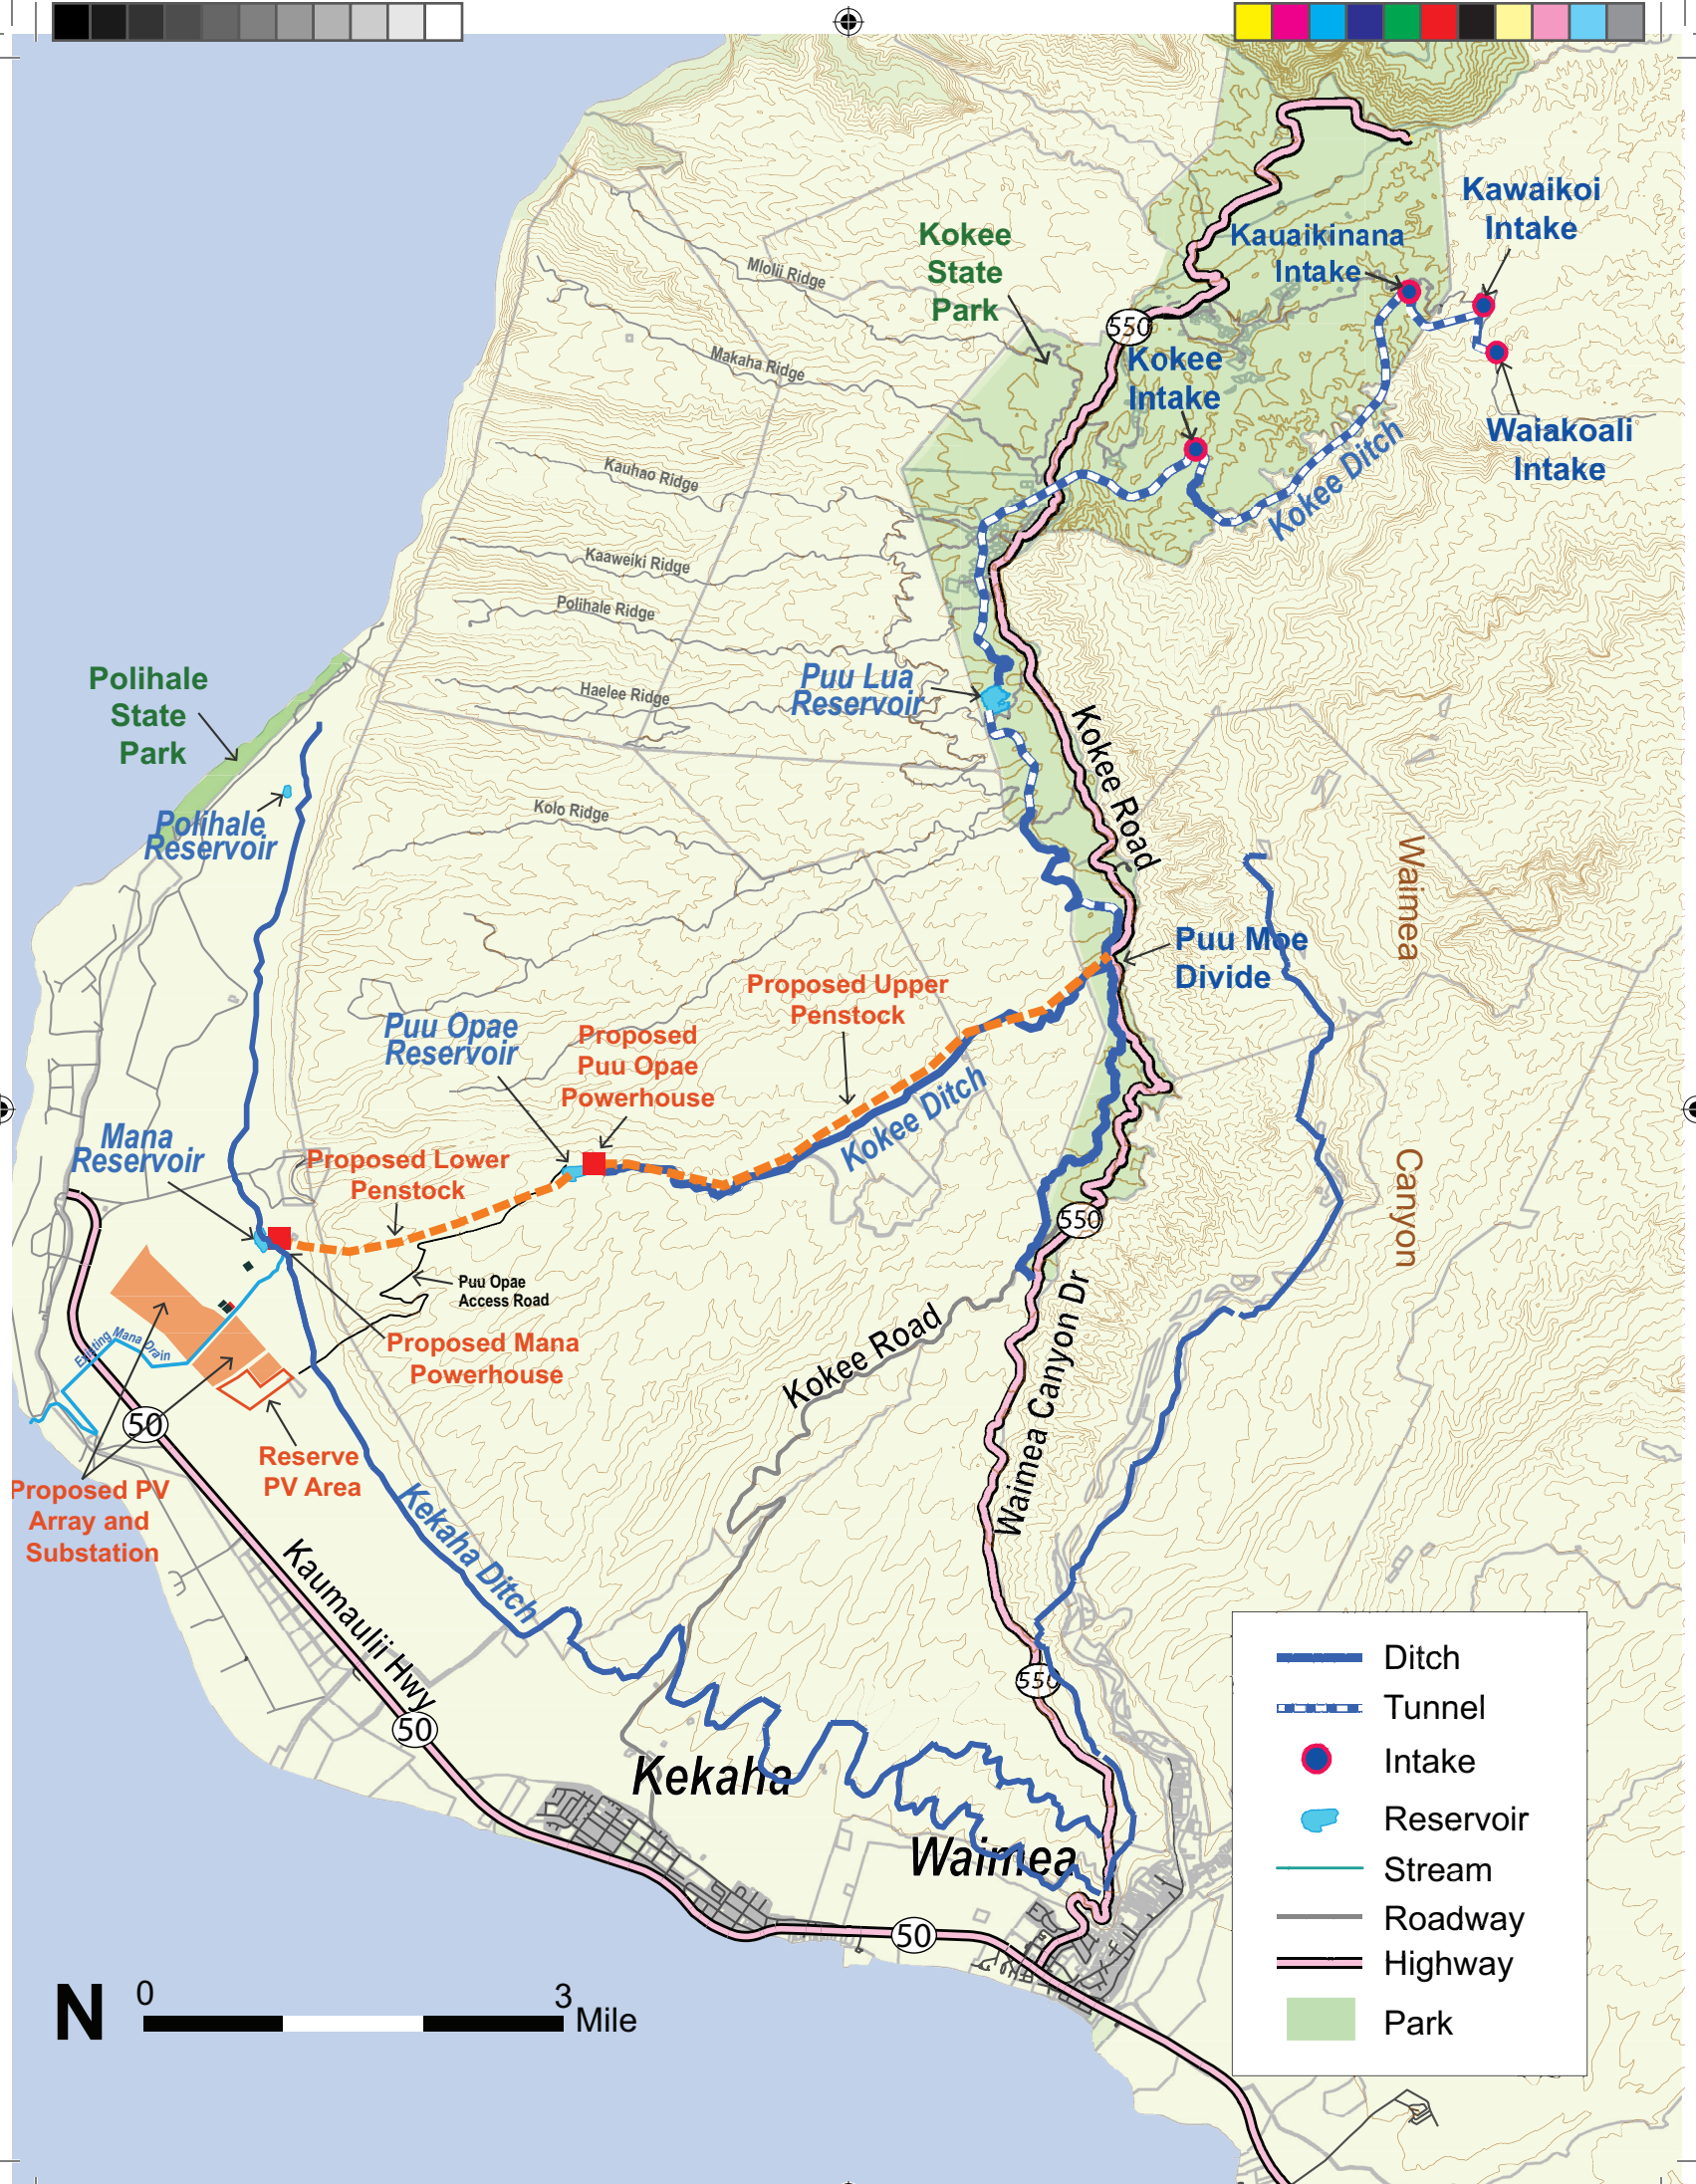 Kawaikoi
Intake
Kauaikinana
Intake
Kokee
State
Park
Mlolii Ridge
550
Kokee
Intake
Makaha Ridge
Waiakoali
Intake
Kokee Ditch
Kauhao Ridge
Kaaweiki Ridge
Polihale Ridge
Polihale
State
Park
Haelee Ridge
Puu Lua
Reservoir
Kokee Road
Polihale
Reservoir
Kolo Ridge
Waimea
Canyon
Puu Moe
Divide
Proposed Upper
Penstock
Puu Opae
Reservoir
Proposed
Puu Opae
Powerhouse
Kokee Ditch
Mana
Reservoir
Proposed Lower
Penstock
550
Puu Opae
Access Road
Existing Mana Drain
Proposed Mana
Powerhouse
Kokee Road
Waimea Canyon Dr
50
Reserve
PV Area
Proposed PV
Array and
Substation
Kekaha Ditch
Kaumaulii Hwy
50
550
Kekaha
Waimea
50
Ditch
Tunnel
Intake
Reservoir
Stream
Roadway
Highway
Park
N
0
3
Mile